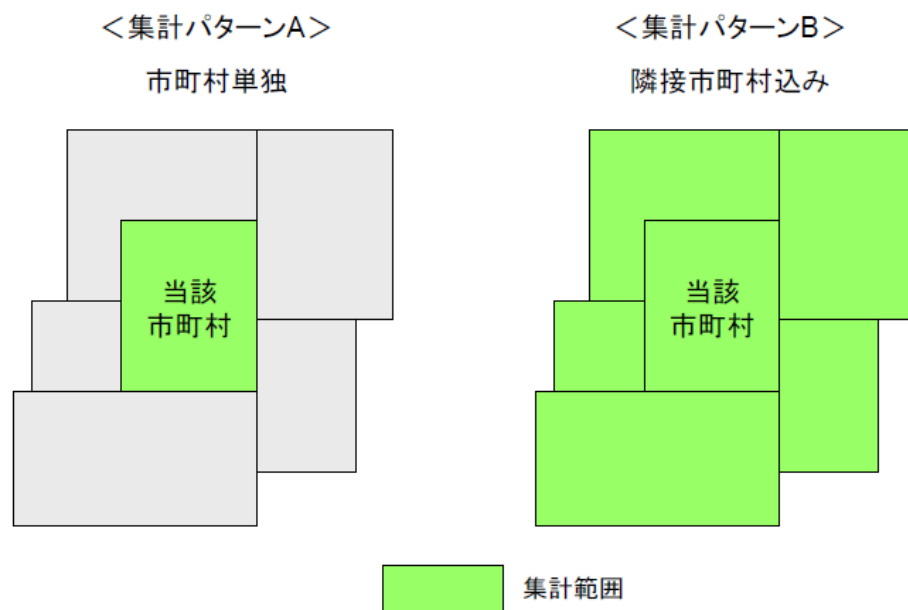 <集計パターンA>
市町村単独
当該
市町村
<集計パターンB>
隣接市町村込み
当該
市町村
集計範囲